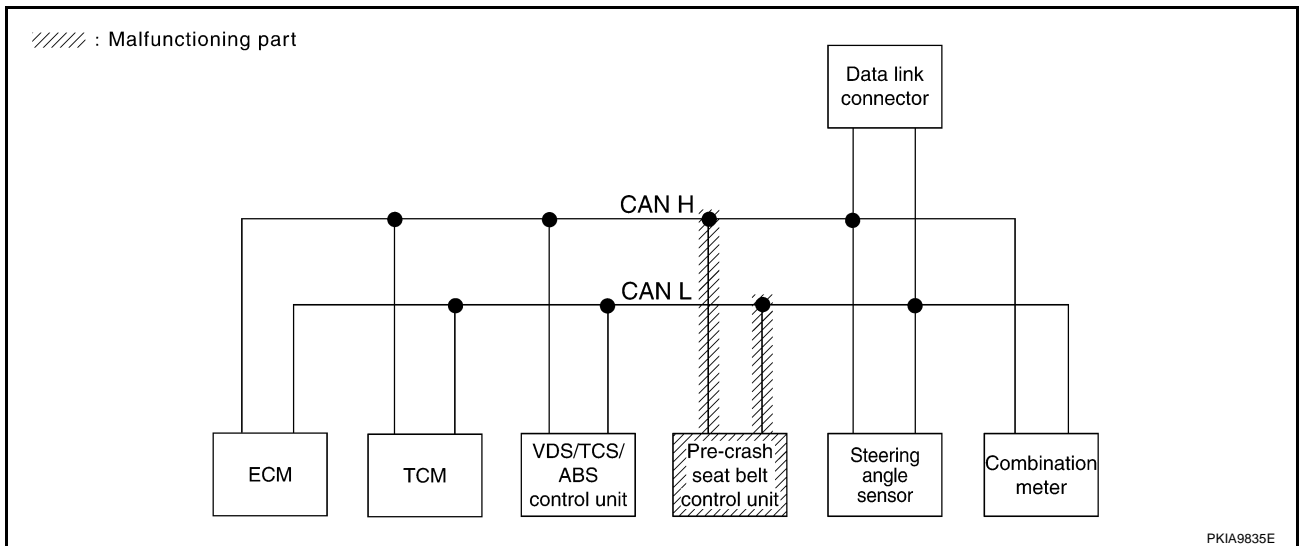 : Malfunctioning part
Data link
connector
CAN H
CAN L
ECM
TCM
VDS/TCS/
ABS
control unit
Pre-crash
seat belt
control unit
Steering
angle
sensor
Combination
meter
PKIA9835E